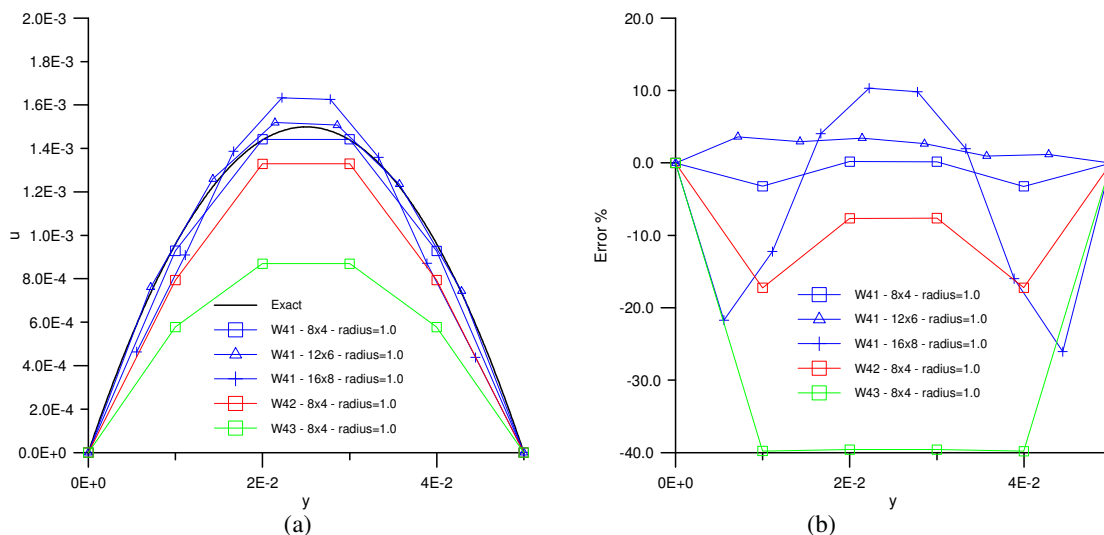 2.0E-3
1.8E-3
1.6E-3
1.4E-3
1.2E-3
1.0E-3
8.0E-4
6.0E-4
4.0E-4
2.0E-4
0.0E+0
u
0E+0
2E-2
4E-2
y
Exact
W41 - 8x4 - radius=1.0
W41 - 12x6 - radius=1.0
W41 - 16x8 - radius=1.0
W42 - 8x4 - radius=1.0
W43 - 8x4 - radius=1.0
(a)
20.0
10.0
0.0
-10.0
-20.0
-30.0
-40.0
Error %
0E+0
2E-2
4E-2
y
W41 - 8x4 - radius=1.0
W41 - 12x6 - radius=1.0
W41 - 16x8 - radius=1.0
W42 - 8x4 - radius=1.0
W43 - 8x4 - radius=1.0
(b)